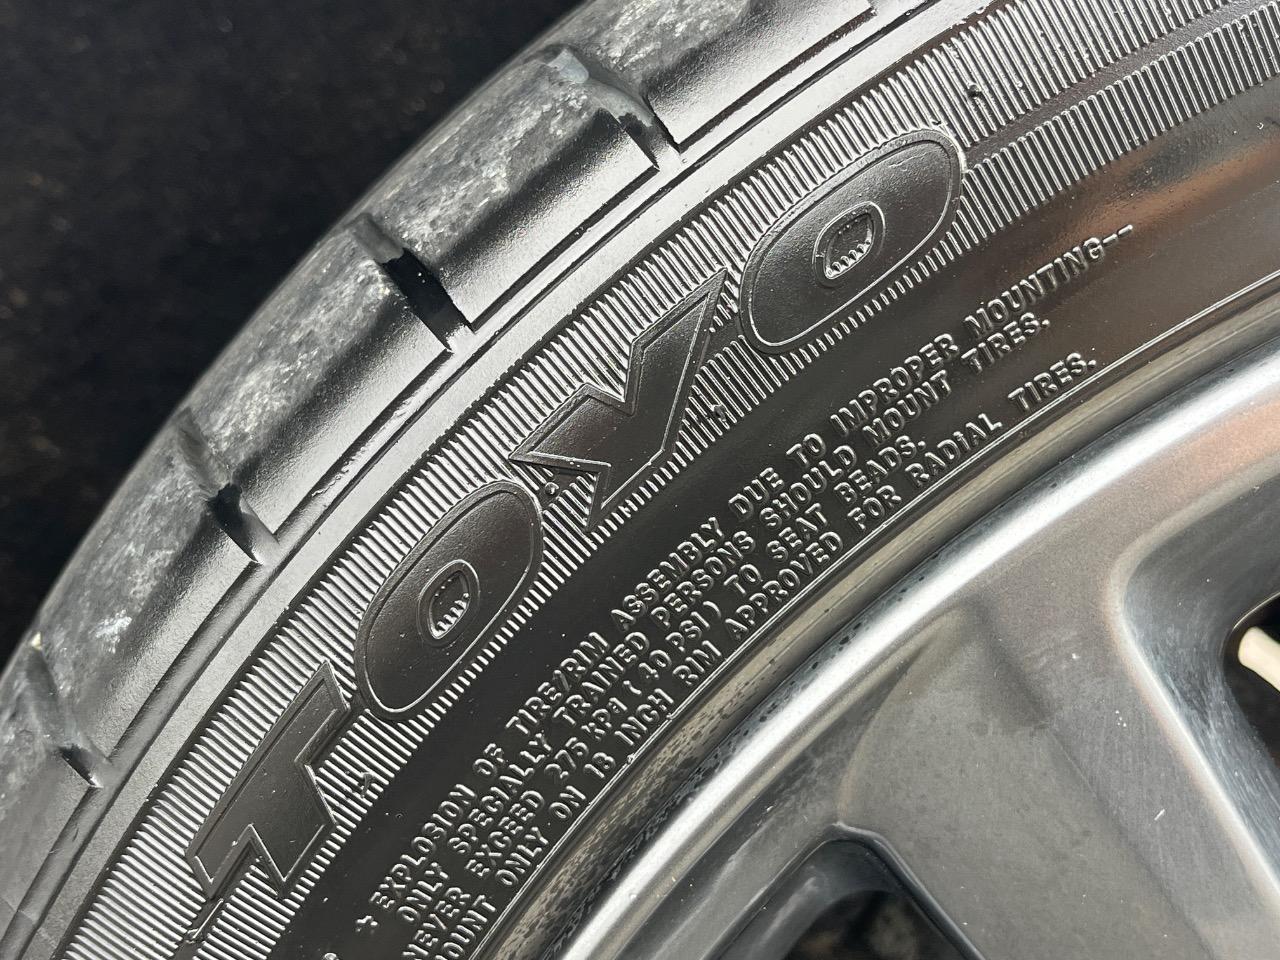 TOYO
+ EXPLOSION OF TIRE/RIM ASSEMBLY DUE TO IMPROPER MOUNTING--
ONLY SPECIALLY TRAINED PERSONS SHOULD MOUNT TIRES.
NEVER EXCEED 275 kPa (40 PSI) TO SEAT BEADS.
MOUNT ONLY ON 18 INCH RIM APPROVED FOR RADIAL TIRES.